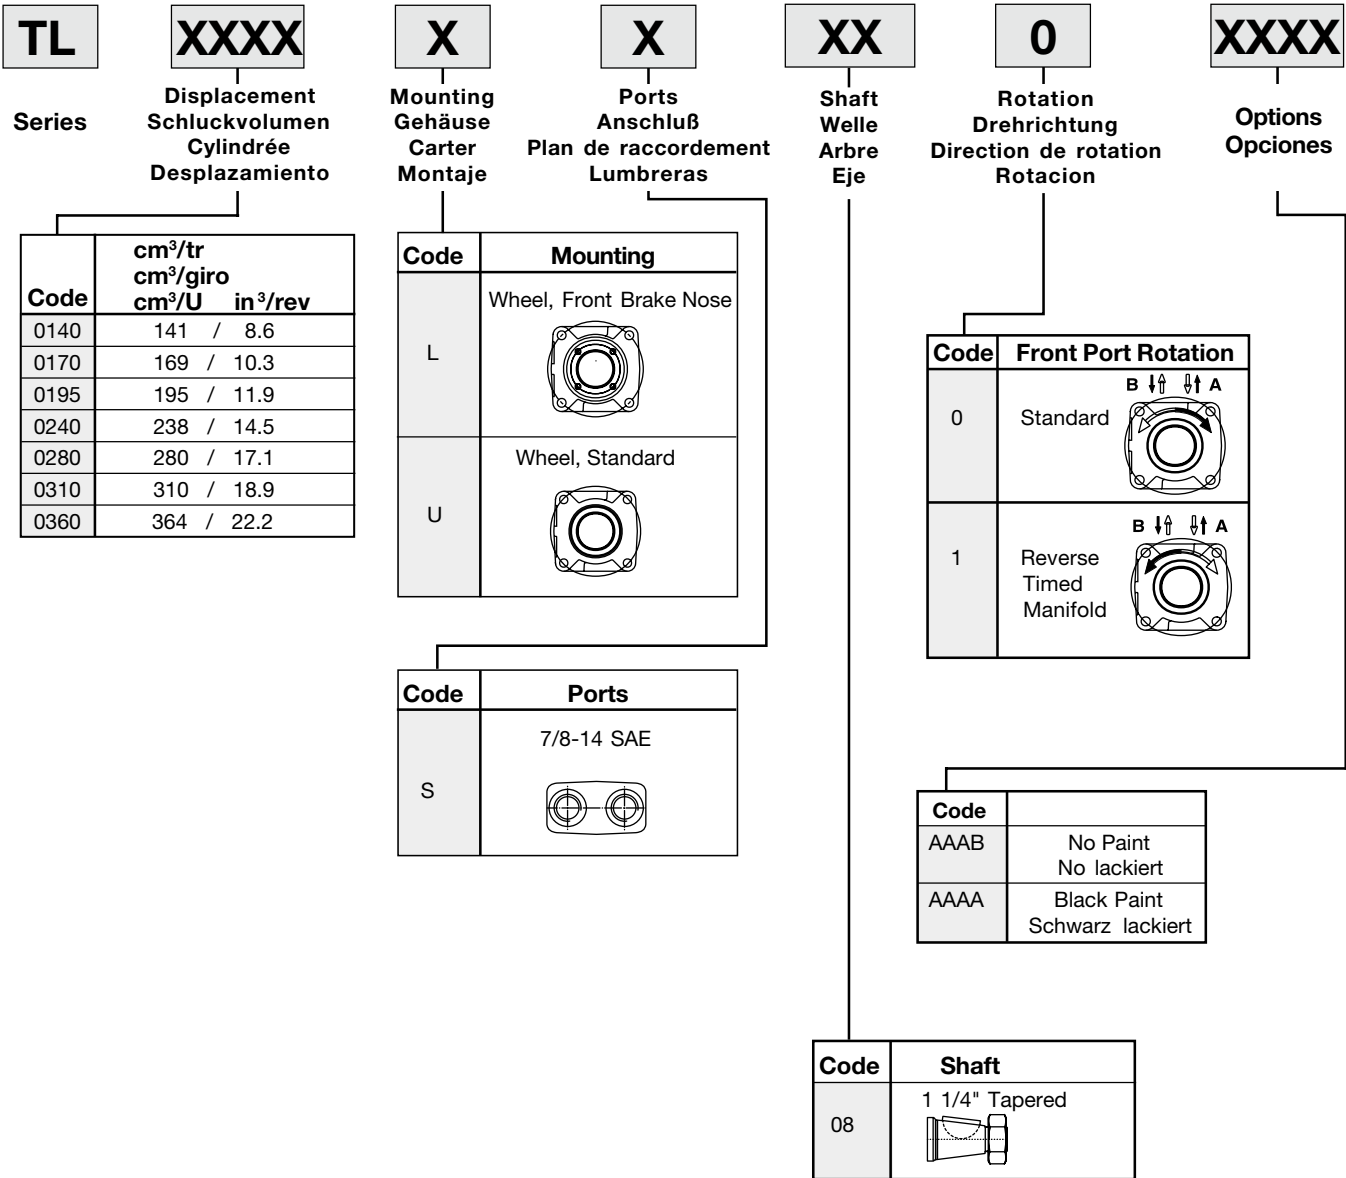 TL XXXX X X XX 0 XXXX
Series
Displacement
Schluckvolumen
Cylindrée
Desplazamiento
Mounting
Gehäuse
Carter
Montaje
Ports
Anschluß
Plan de raccordement
Lumbreras
Shaft
Welle
Arbre
Eje
Rotation
Drehrichtung
Direction de rotation
Rotacion
Options
Opciones
Code cm³/tr
cm³/giro
cm³/U in³/rev
0140 141 / 8.6
0170 169 / 10.3
0195 195 / 11.9
0240 238 / 14.5
0280 280 / 17.1
0310 310 / 18.9
0360 364 / 22.2
Code Mounting
L Wheel, Front Brake Nose
U Wheel, Standard
Code Ports
S 7/8-14 SAE
Code Front Port Rotation
B A
0 Standard
B A
1 Reverse
Timed
Manifold
Code
AAAB No Paint
No lackiert
AAAA Black Paint
Schwarz lackiert
Code Shaft
08 1 1/4" Tapered